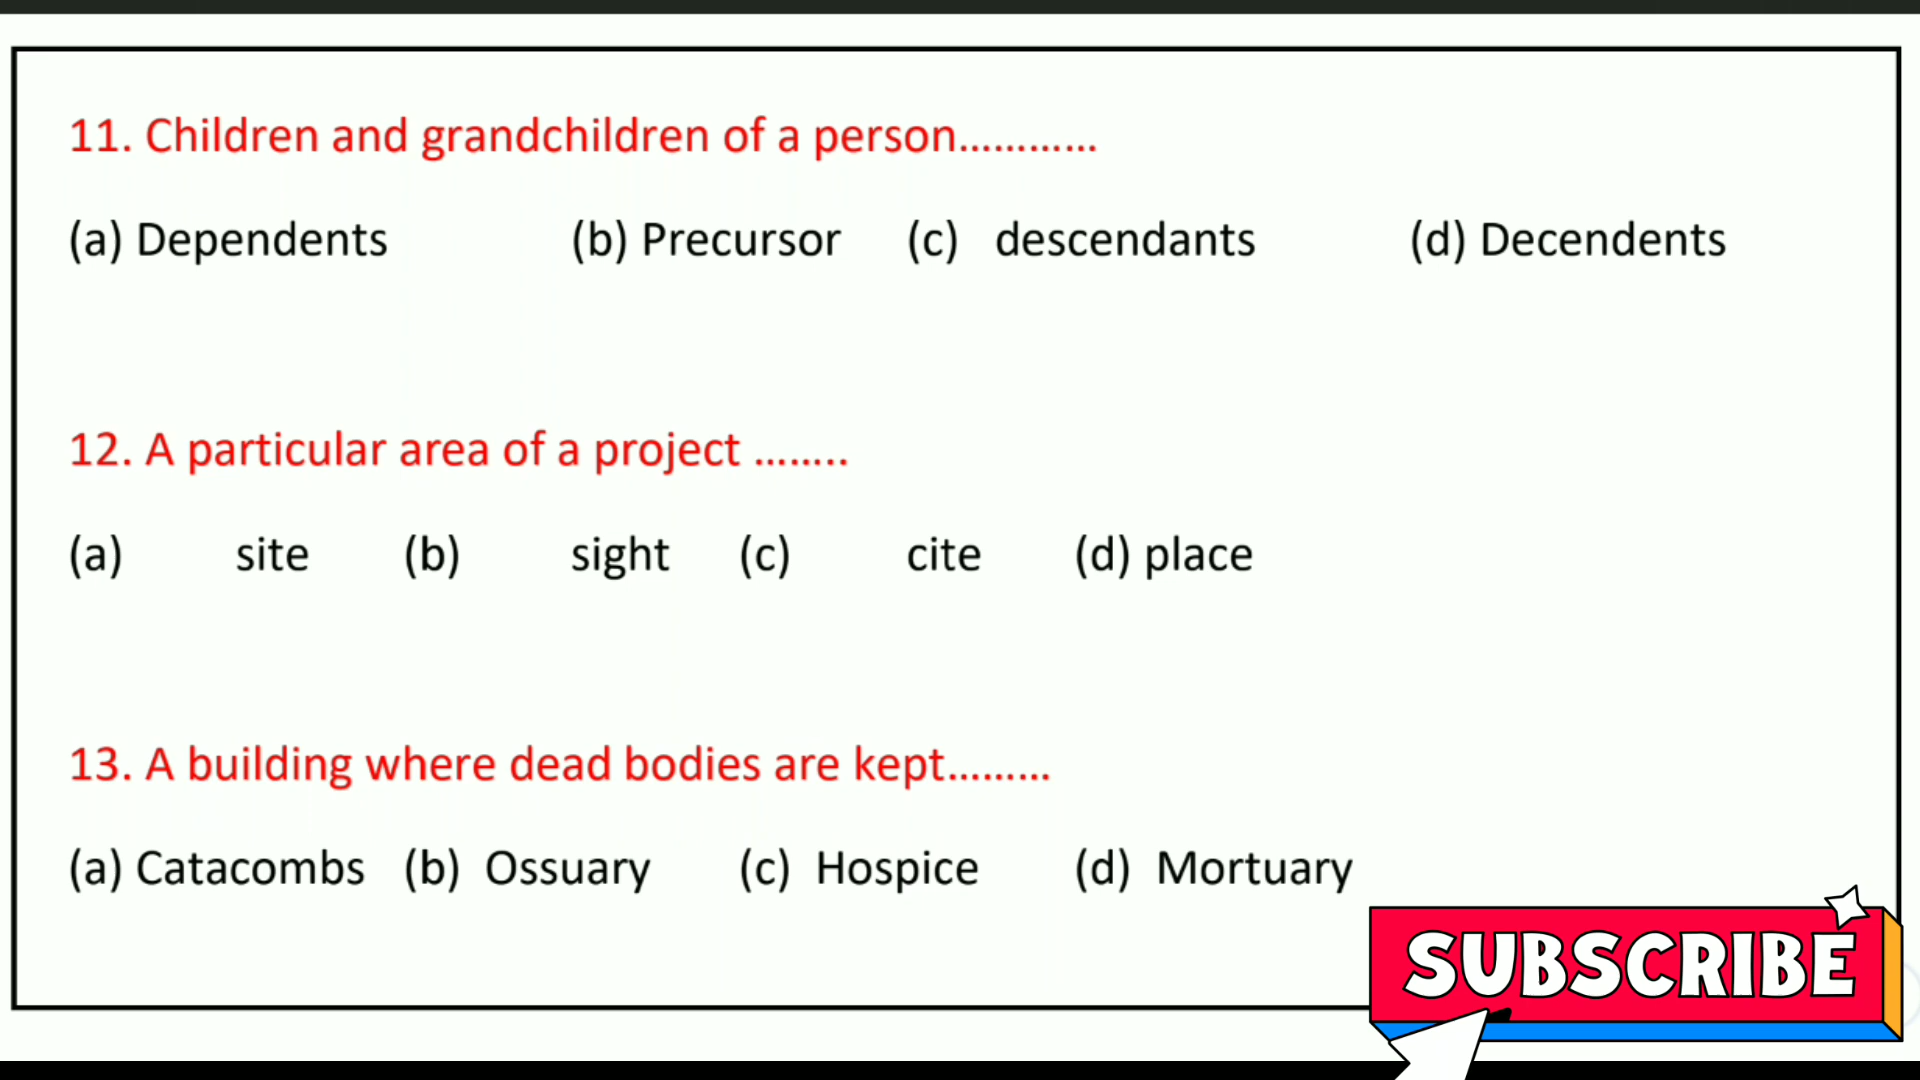 11. Children and grandchildren of a person…………
(a) Dependents (b) Precursor (c) descendants (d) Decendents
12. A particular area of a project ……..
(a) site (b) sight (c) cite (d) place
13. A building where dead bodies are kept………
(a) Catacombs (b) Ossuary (c) Hospice (d) Mortuary
SUBSCRIBE